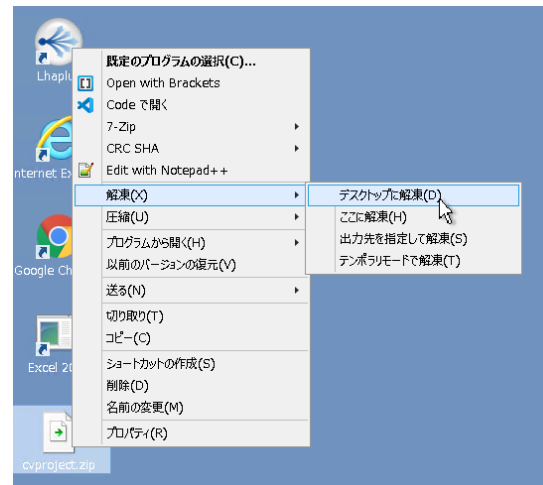 Lhaplu
nternet Ex
Google Ch
Excel 20
cvproject.zip
既定のプログラムの選択(C)...
Open with Brackets
Code で開く
7-Zip
CRC SHA
Edit with Notepad++
解凍(X)
圧縮(U)
プログラムから開く(H)
以前のバージョンの復元(V)
送る(N)
切り取り(T)
コピー(C)
ショートカットの作成(S)
削除(D)
名前の変更(M)
プロパティ(R)
デスクトップに解凍(D)
ここに解凍(H)
出力先を指定して解凍(S)
テンポラリモードで解凍(T)